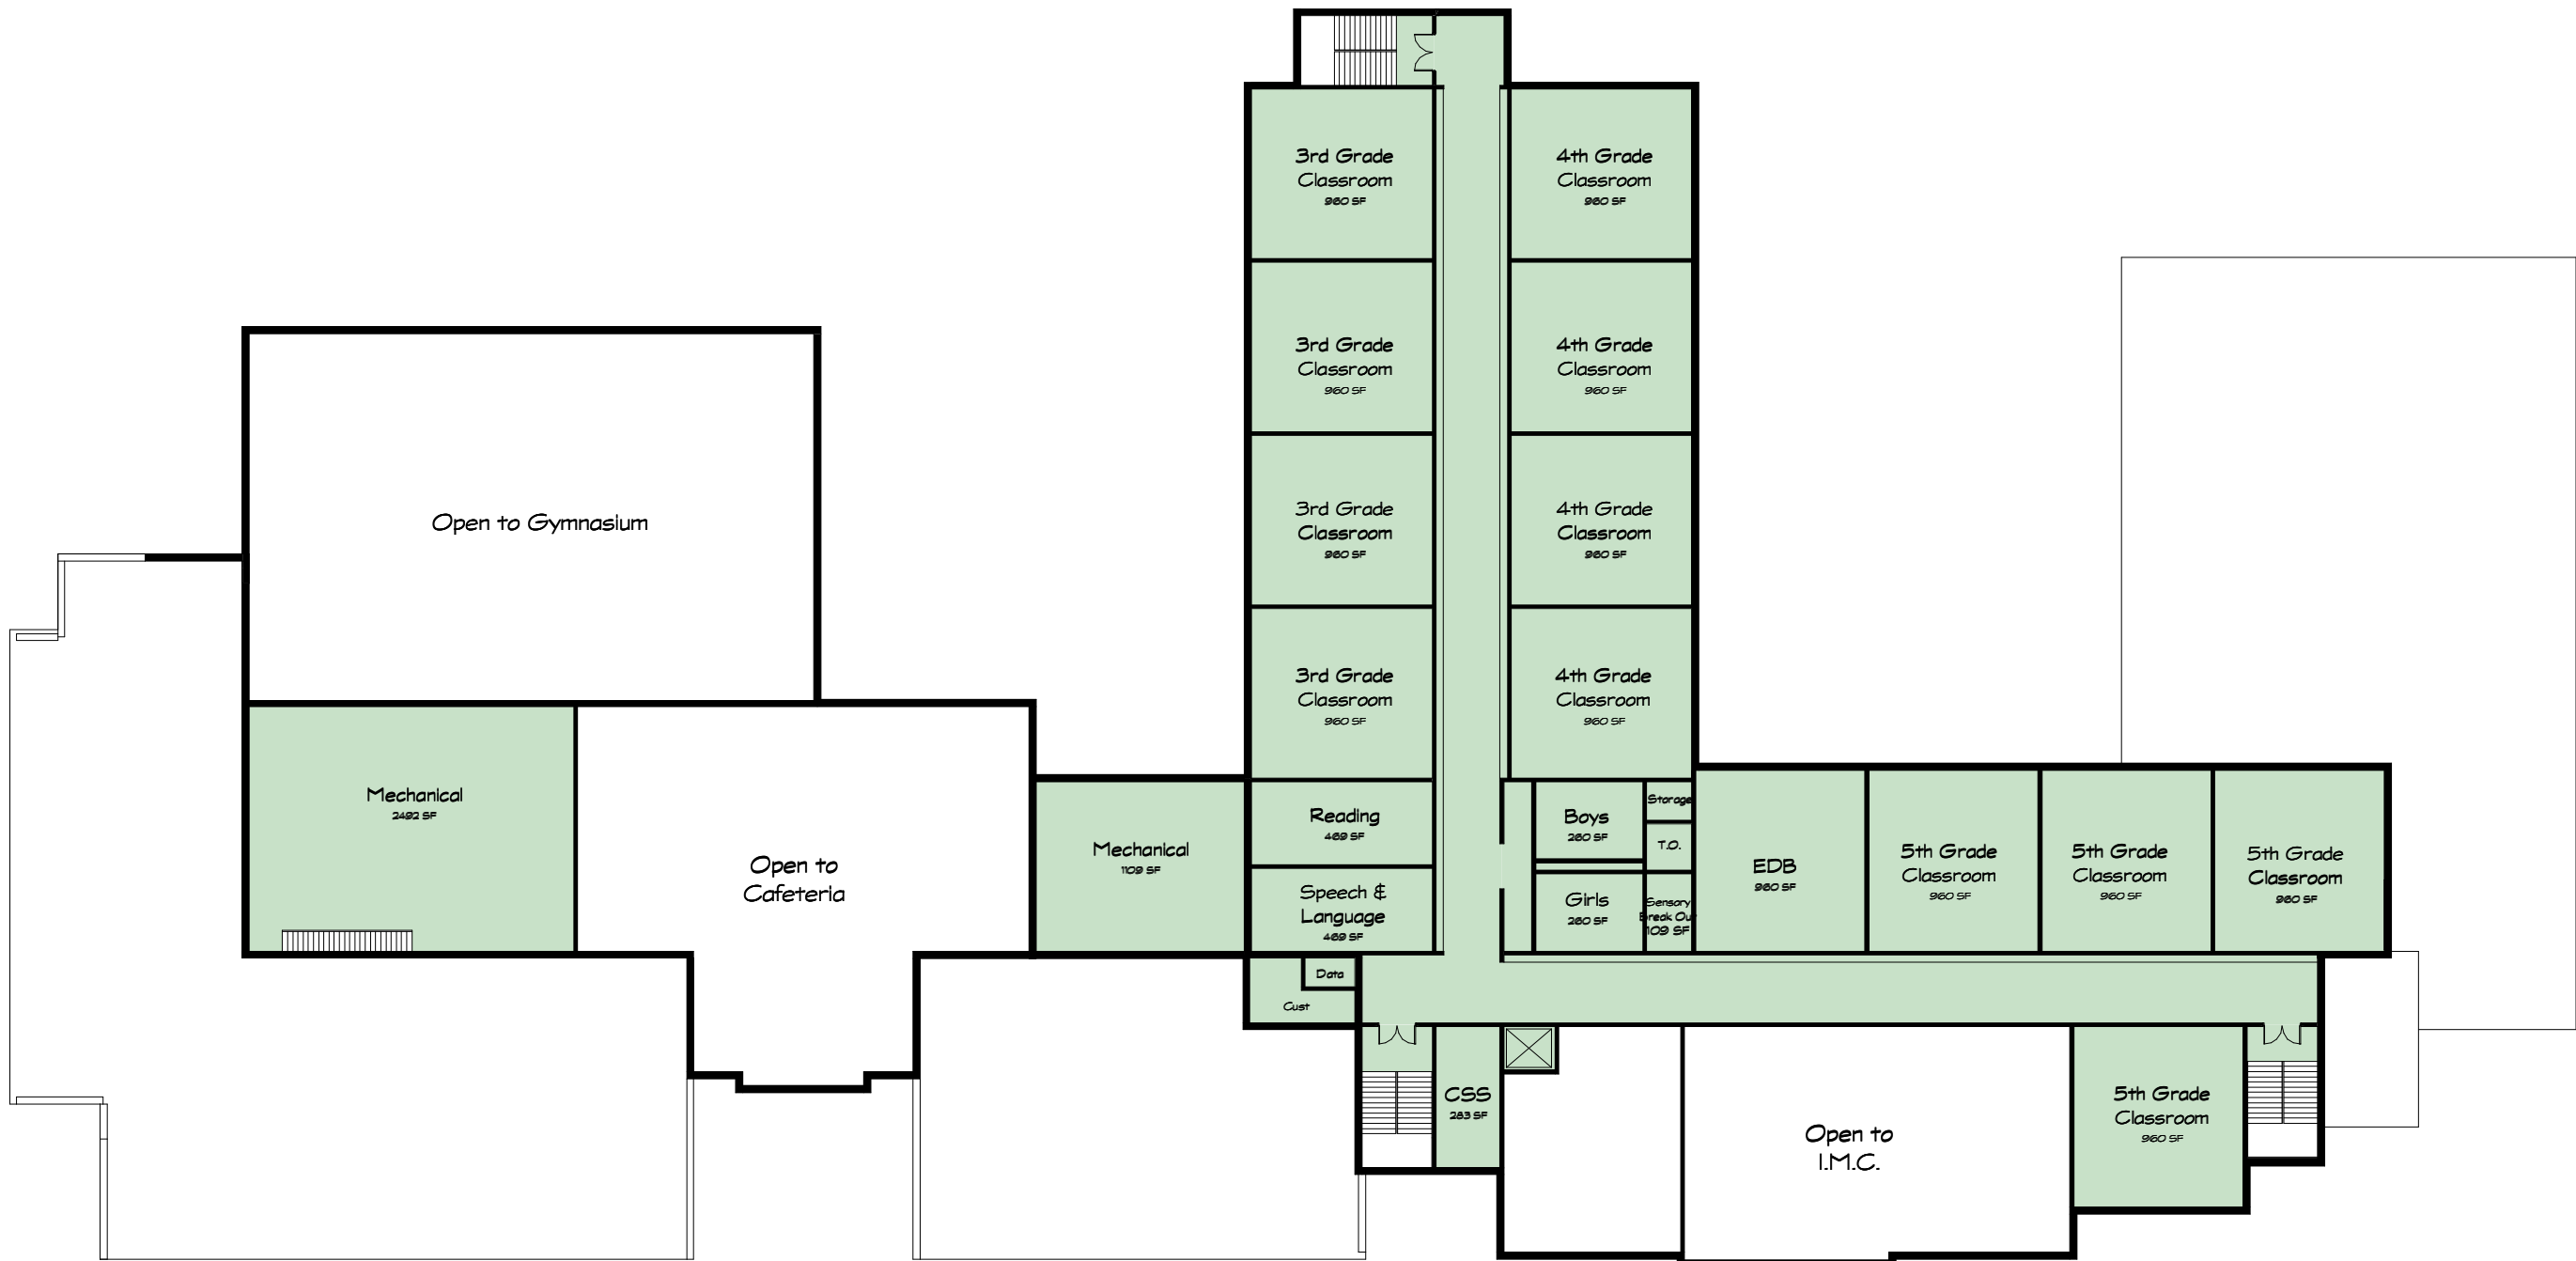 3rd Grade
Classroom
960 SF
4th Grade
Classroom
960 SF
3rd Grade
Classroom
960 SF
4th Grade
Classroom
960 SF
3rd Grade
Classroom
960 SF
4th Grade
Classroom
960 SF
Open to Gymnasium
3rd Grade
Classroom
960 SF
4th Grade
Classroom
960 SF
Mechanical
2492 SF
Open to
Cafeteria
Mechanical
1109 SF
Reading
469 SF
Speech &
Language
469 SF
Boys
260 SF
Girls
260 SF
Storage
T.O.
Sensory
Break Out
109 SF
EDB
960 SF
5th Grade
Classroom
960 SF
5th Grade
Classroom
960 SF
5th Grade
Classroom
960 SF
Data
Cust
CSS
283 SF
Open to
I.M.C.
5th Grade
Classroom
960 SF